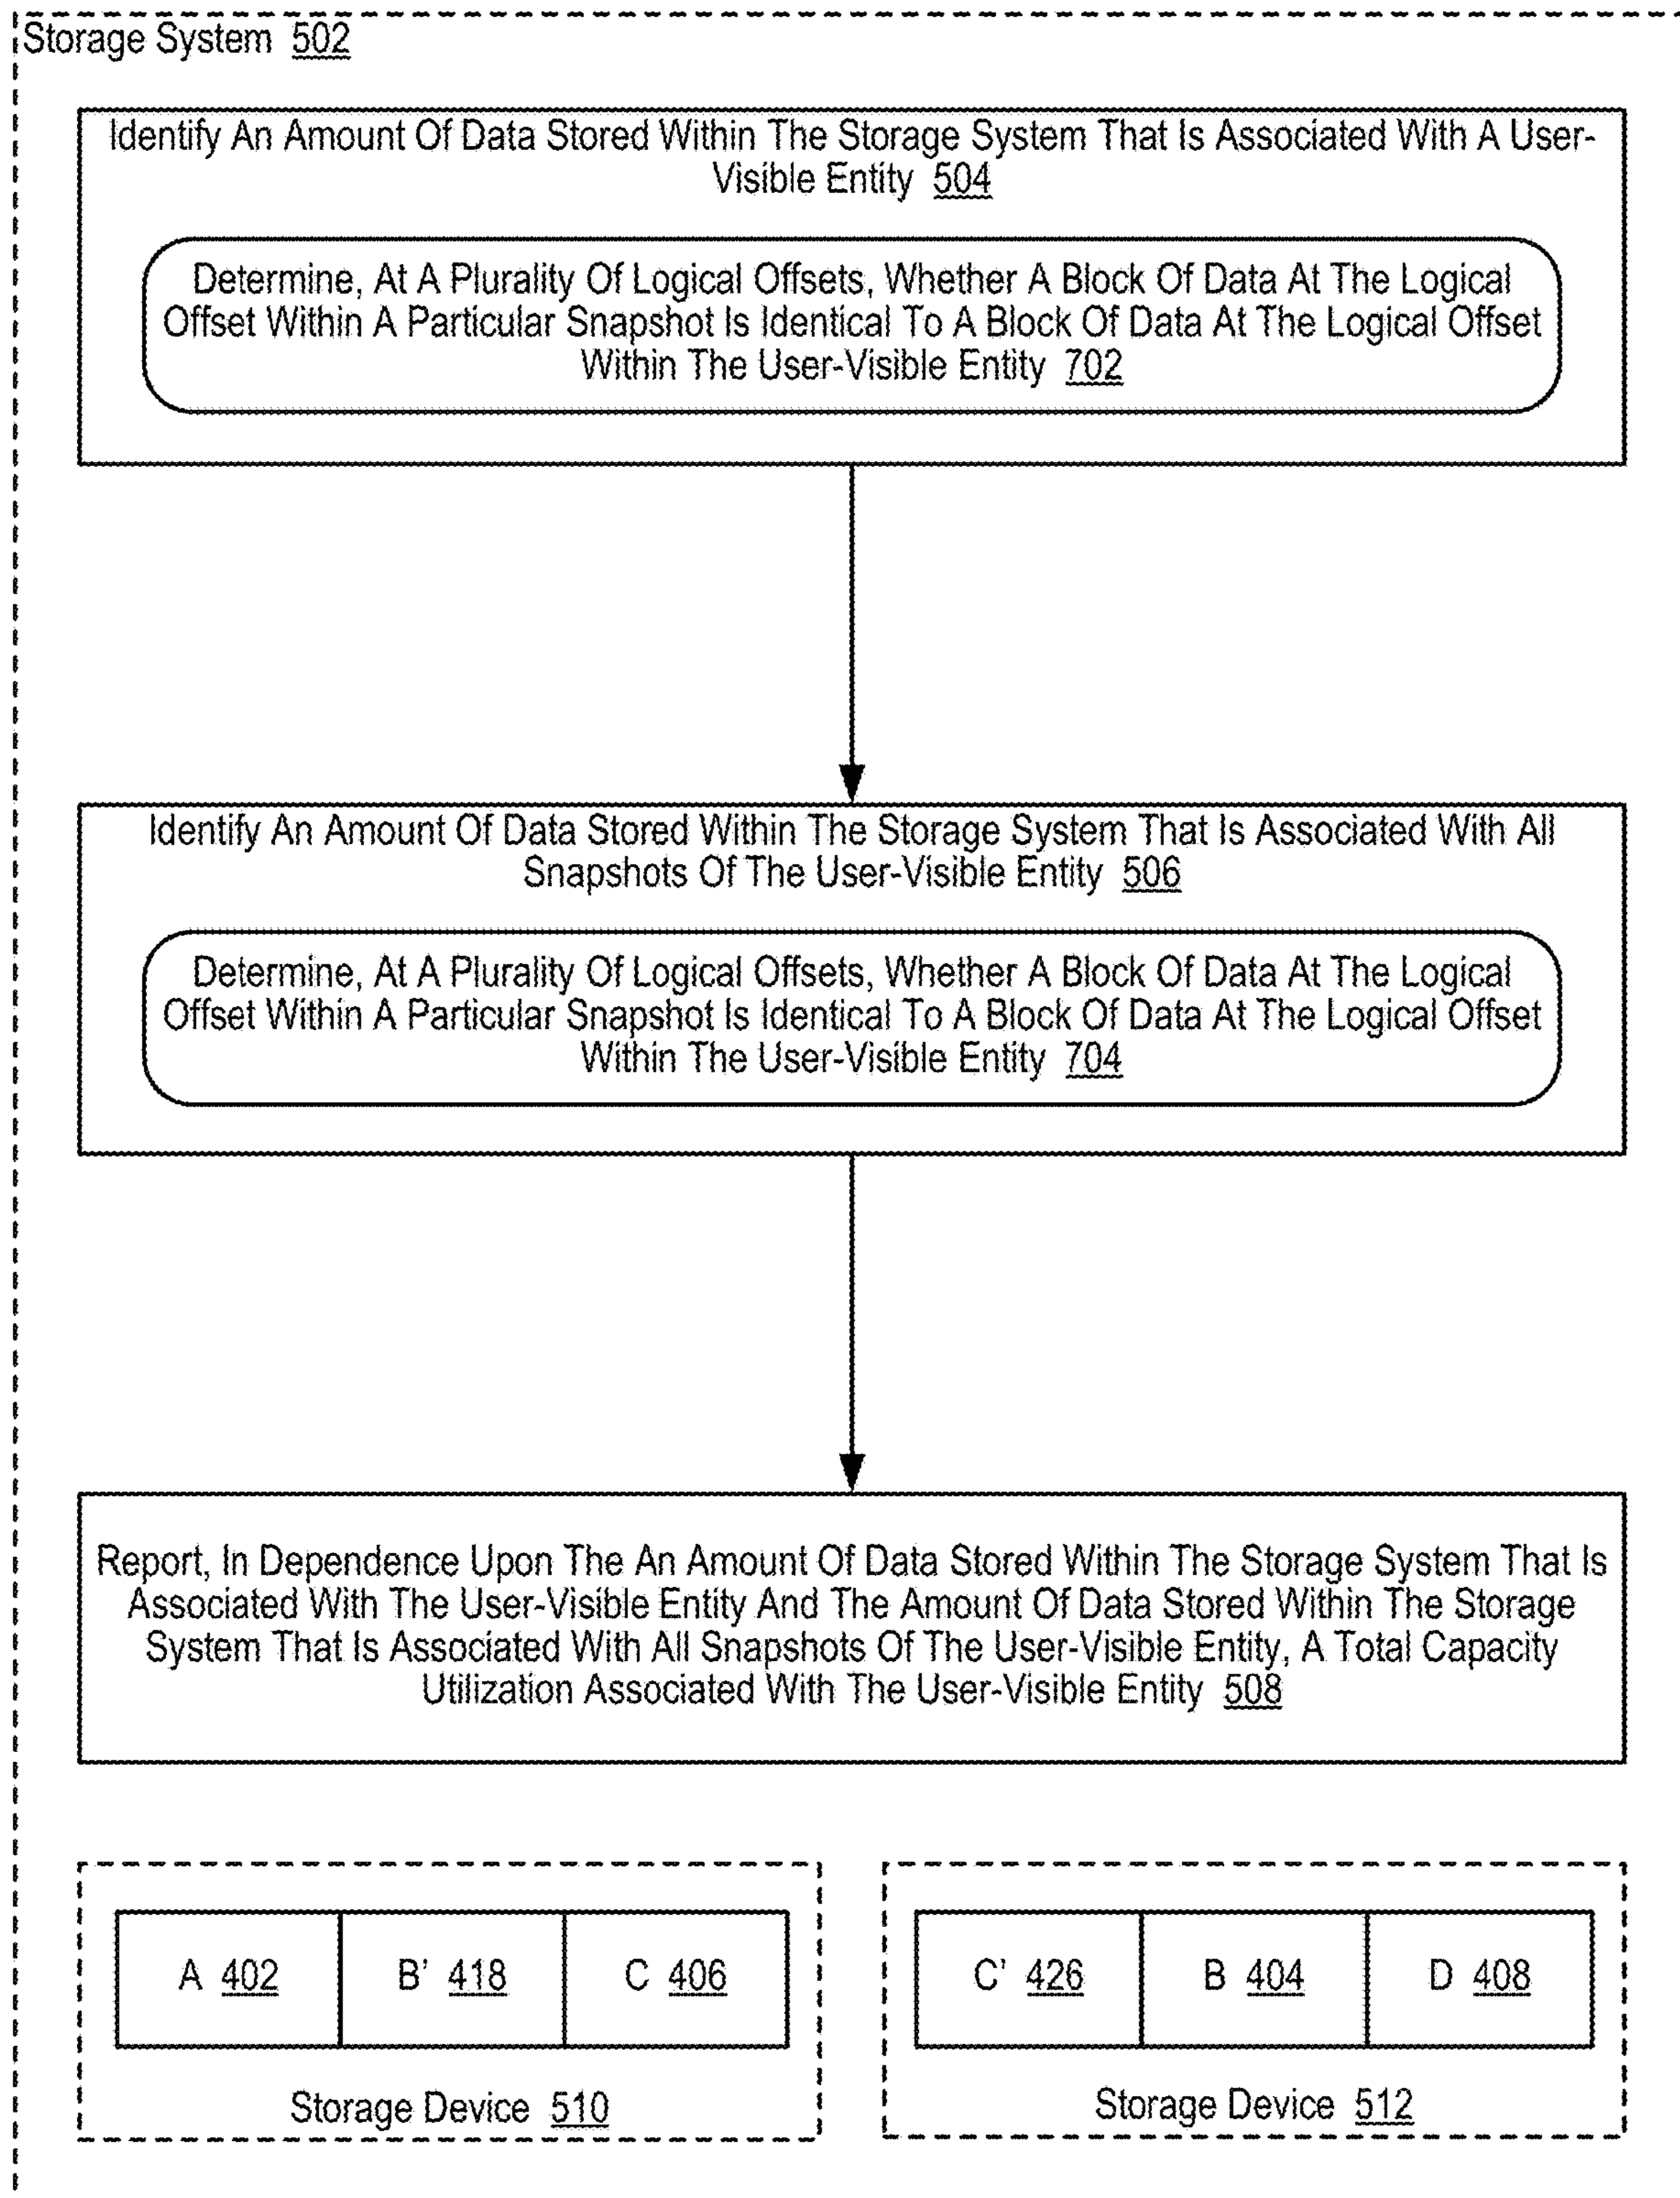 Storage System 502
Identify An Amount Of Data Stored Within The Storage System That Is Associated With A User-
Visible Entity 504
Determine, At A Plurality Of Logical Offsets, Whether A Block Of Data At The Logical
Offset Within A Particular Snapshot Is Identical To A Block Of Data At The Logical Offset
Within The User-Visible Entity 702
Identify An Amount Of Data Stored Within The Storage System That Is Associated With All
Snapshots Of The User-Visible Entity 506
Determine, At A Plurality Of Logical Offsets, Whether A Block Of Data At The Logical
Offset Within A Particular Snapshot Is Identical To A Block Of Data At The Logical Offset
Within The User-Visible Entity 704
Report, In Dependence Upon The An Amount Of Data Stored Within The Storage System That Is
Associated With The User-Visible Entity And The Amount Of Data Stored Within The Storage
System That Is Associated With All Snapshots Of The User-Visible Entity, A Total Capacity
Utilization Associated With The User-Visible Entity 508
A 402
B' 418
C 406
Storage Device 510
C' 426
B 404
D 408
Storage Device 512